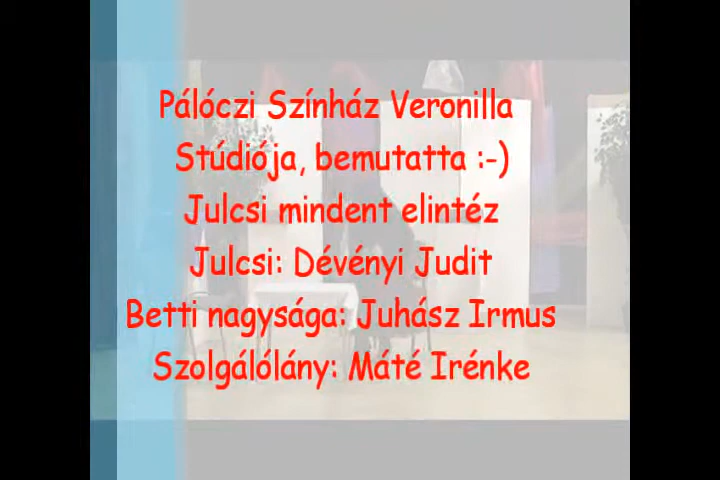 Pálóczi Színház Veronilla
Stúdiója, bemutatta :-)
Julcsi mindent elintéz
Julcsi: Dévényi Judit
Betti nagysága: Juhász Irmus
Szolgálólány: Máté Irénke